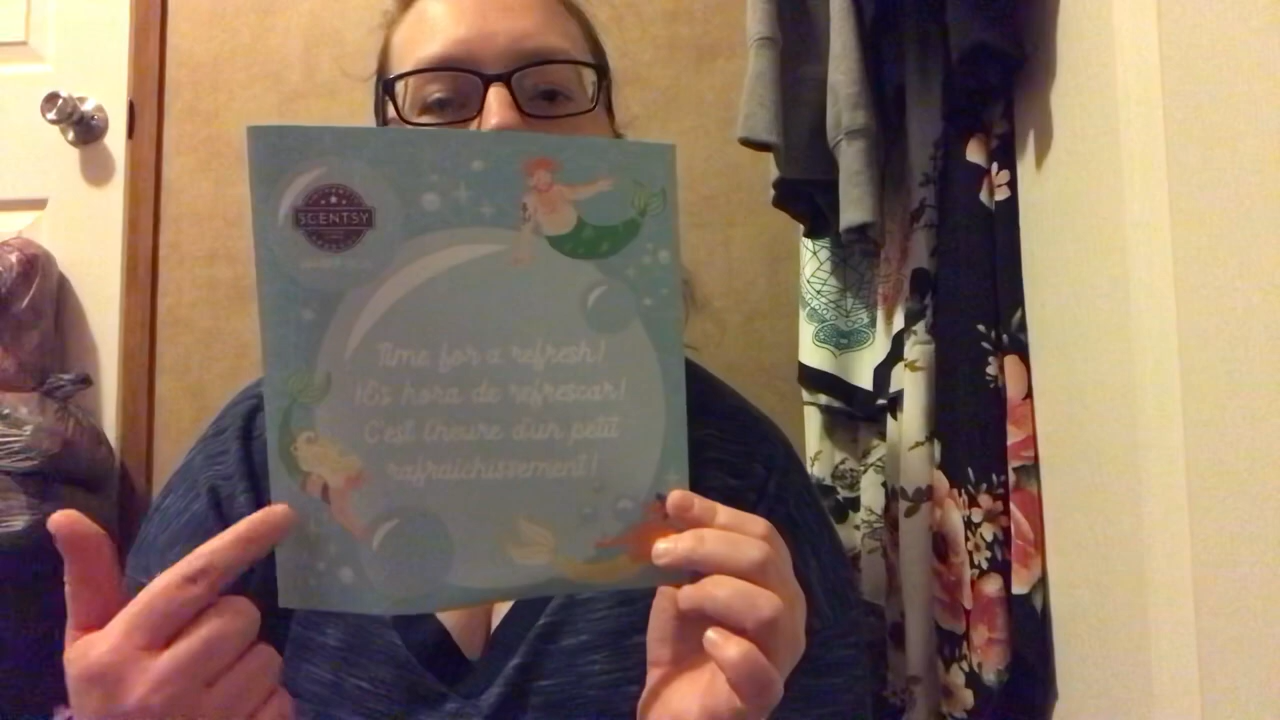 SCENTSY
Time for a refresh!
¡Es hora de refrescar!
C'est l'heure d'un petit
rafraîchissement!